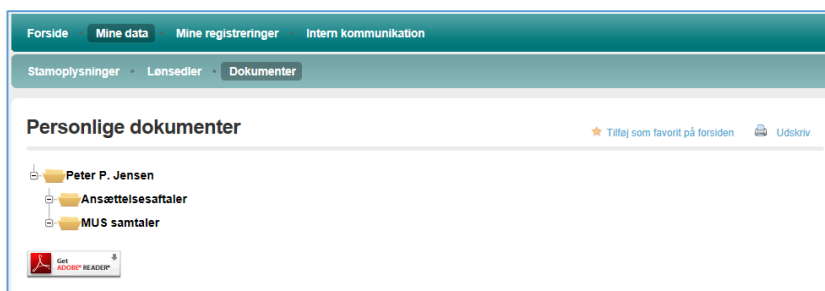 Forside Mine data Mine registreringer Intern kommunikation
Stamoplysninger Lønsedler Dokumenter
Personlige dokumenter
Tilføj som favorit på forsiden Udskriv
Peter P. Jensen
Ansættelsesaftaler
MUS samtaler
Get
ADOBE® READER®